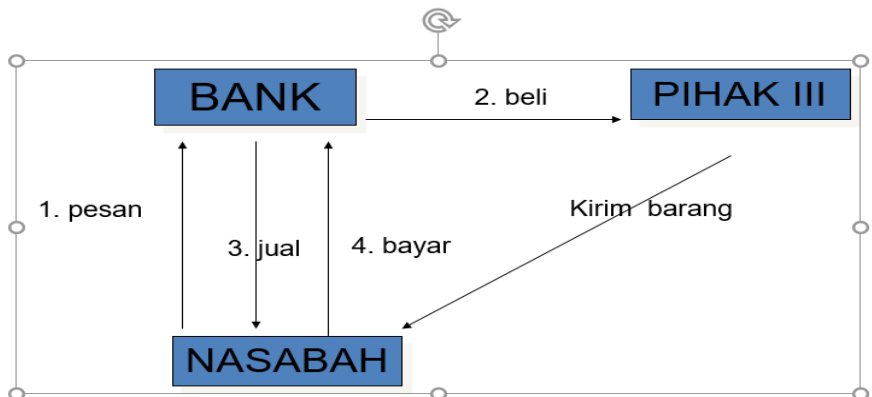 BANK
2. beli
PIHAK III
1. pesan
3. jual
4. bayar
Kirim barang
NASABAH